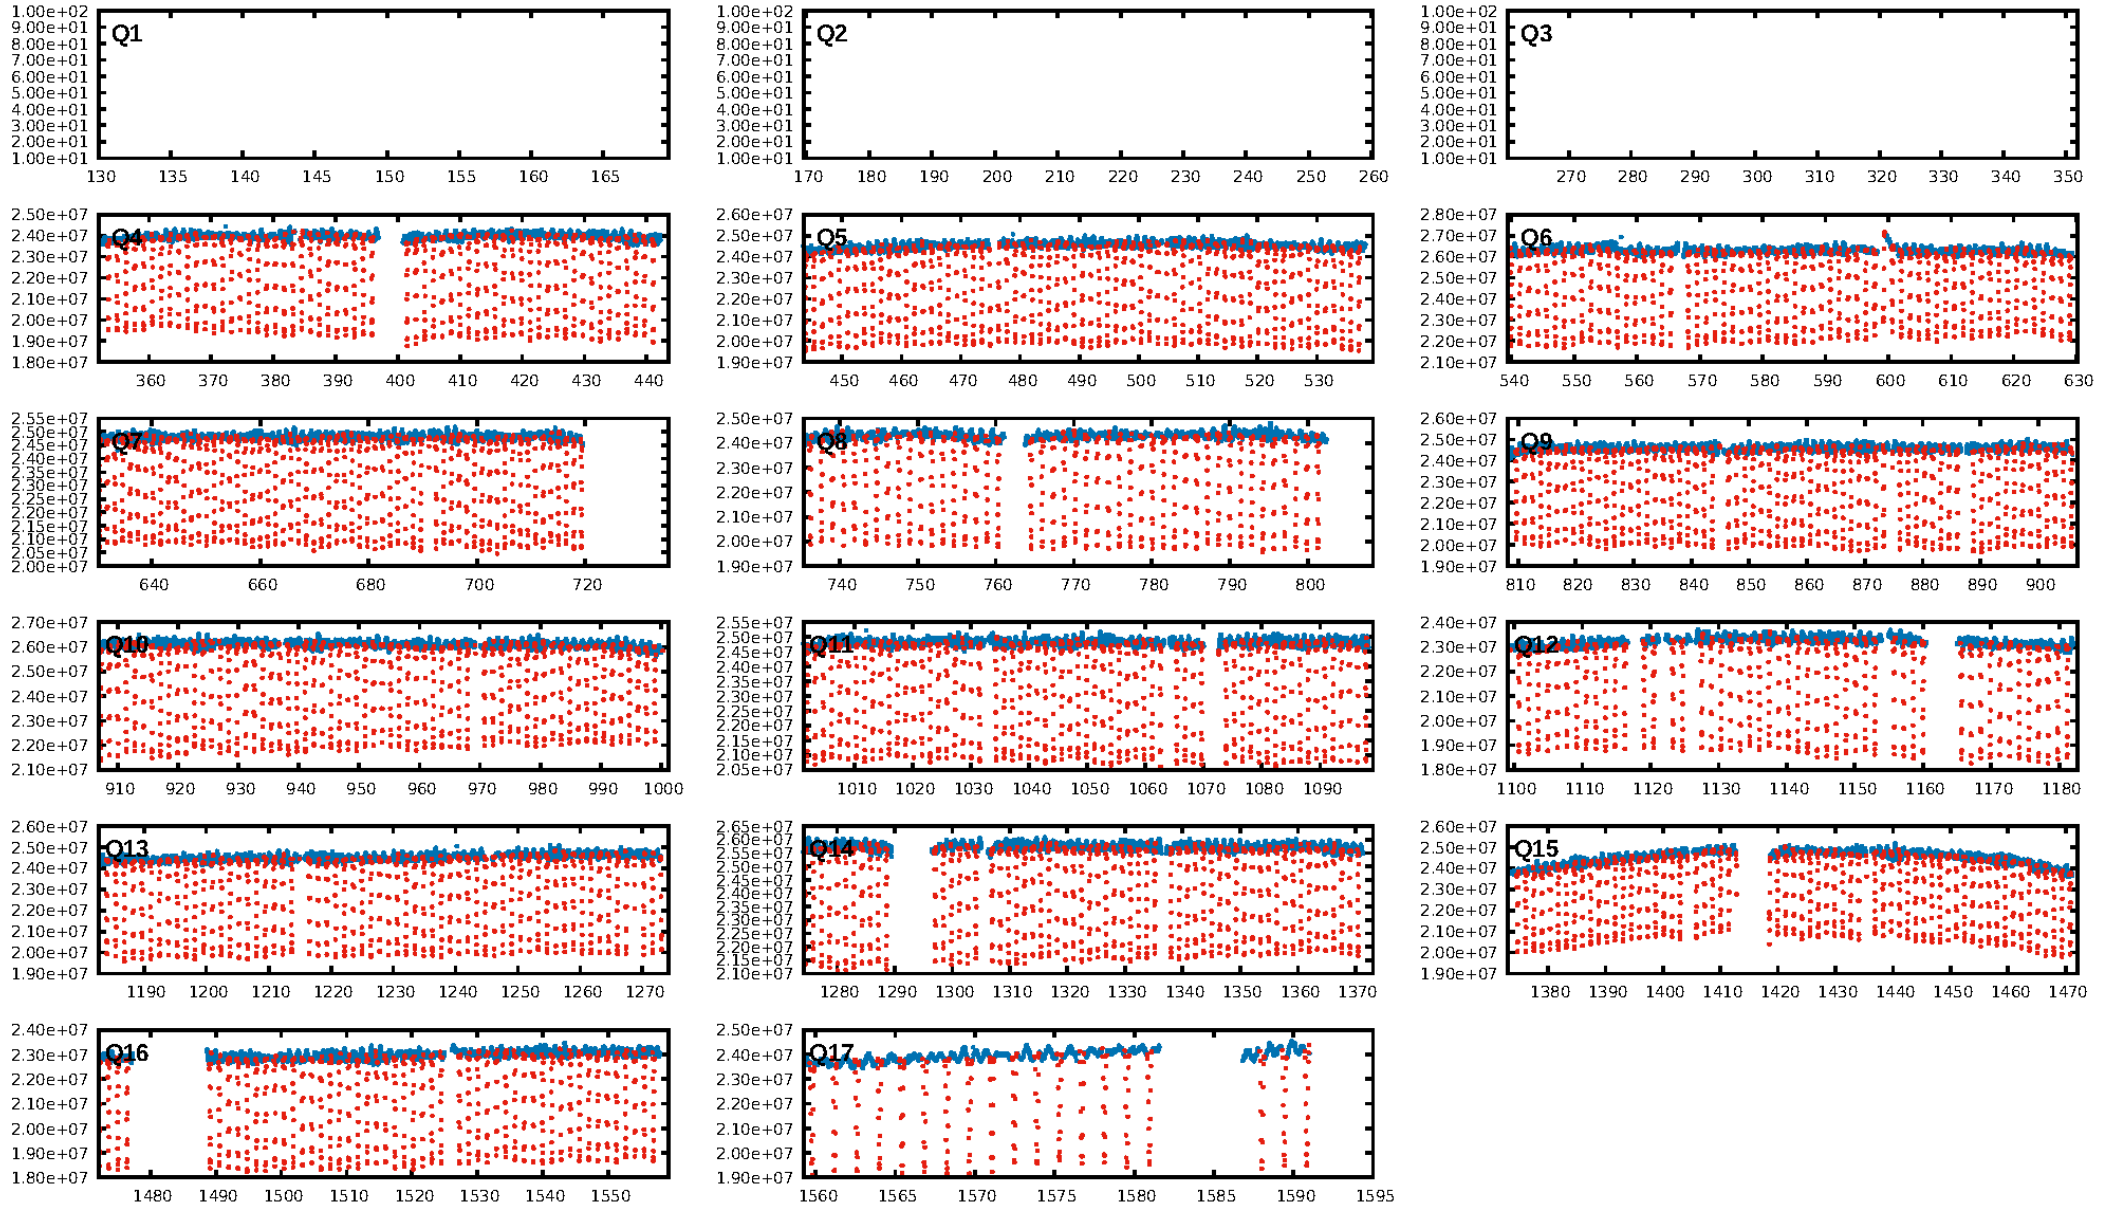 1.00e+02
9.00e+01
8.00e+01
7.00e+01
6.00e+01
5.00e+01
4.00e+01
3.00e+01
2.00e+01
1.00e+01
Q1
130 135 140 145 150 155 160 165
1.00e+02
9.00e+01
8.00e+01
7.00e+01
6.00e+01
5.00e+01
4.00e+01
3.00e+01
2.00e+01
1.00e+01
Q2
170 180 190 200 210 220 230 240 250 260
1.00e+02
9.00e+01
8.00e+01
7.00e+01
6.00e+01
5.00e+01
4.00e+01
3.00e+01
2.00e+01
1.00e+01
Q3
270 280 290 300 310 320 330 340 350
2.50e+07
2.40e+07
2.30e+07
2.20e+07
2.10e+07
2.00e+07
1.90e+07
1.80e+07
Q4
360 370 380 390 400 410 420 430 440
2.60e+07
2.50e+07
2.40e+07
2.30e+07
2.20e+07
2.10e+07
2.00e+07
1.90e+07
Q5
450 460 470 480 490 500 510 520 530
2.80e+07
2.70e+07
2.60e+07
2.50e+07
2.40e+07
2.30e+07
2.20e+07
2.10e+07
Q6
540 550 560 570 580 590 600 610 620 630
2.55e+07
2.50e+07
2.45e+07
2.40e+07
2.35e+07
2.30e+07
2.25e+07
2.20e+07
2.15e+07
2.10e+07
2.05e+07
2.00e+07
Q7
640 660 680 700 720
2.50e+07
2.40e+07
2.30e+07
2.20e+07
2.10e+07
2.00e+07
1.90e+07
Q8
740 750 760 770 780 790 800
2.60e+07
2.50e+07
2.40e+07
2.30e+07
2.20e+07
2.10e+07
2.00e+07
1.90e+07
Q9
810 820 830 840 850 860 870 880 890 900
2.70e+07
2.60e+07
2.50e+07
2.40e+07
2.30e+07
2.20e+07
2.10e+07
Q10
910 920 930 940 950 960 970 980 990 1000
2.55e+07
2.50e+07
2.45e+07
2.40e+07
2.35e+07
2.30e+07
2.25e+07
2.20e+07
2.15e+07
2.10e+07
2.05e+07
Q11
1010 1020 1030 1040 1050 1060 1070 1080 1090
2.40e+07
2.30e+07
2.20e+07
2.10e+07
2.00e+07
1.90e+07
1.80e+07
Q12
1100 1110 1120 1130 1140 1150 1160 1170 1180
2.60e+07
2.50e+07
2.40e+07
2.30e+07
2.20e+07
2.10e+07
2.00e+07
1.90e+07
Q13
1190 1200 1210 1220 1230 1240 1250 1260 1270
2.65e+07
2.60e+07
2.55e+07
2.50e+07
2.45e+07
2.40e+07
2.35e+07
2.30e+07
2.25e+07
2.20e+07
2.15e+07
2.10e+07
Q14
1280 1290 1300 1310 1320 1330 1340 1350 1360 1370
2.60e+07
2.50e+07
2.40e+07
2.30e+07
2.20e+07
2.10e+07
2.00e+07
1.90e+07
Q15
1380 1390 1400 1410 1420 1430 1440 1450 1460 1470
2.40e+07
2.30e+07
2.20e+07
2.10e+07
2.00e+07
1.90e+07
1.80e+07
Q16
1480 1490 1500 1510 1520 1530 1540 1550
2.50e+07
2.40e+07
2.30e+07
2.20e+07
2.10e+07
2.00e+07
1.90e+07
Q17
1560 1565 1570 1575 1580 1585 1590 1595